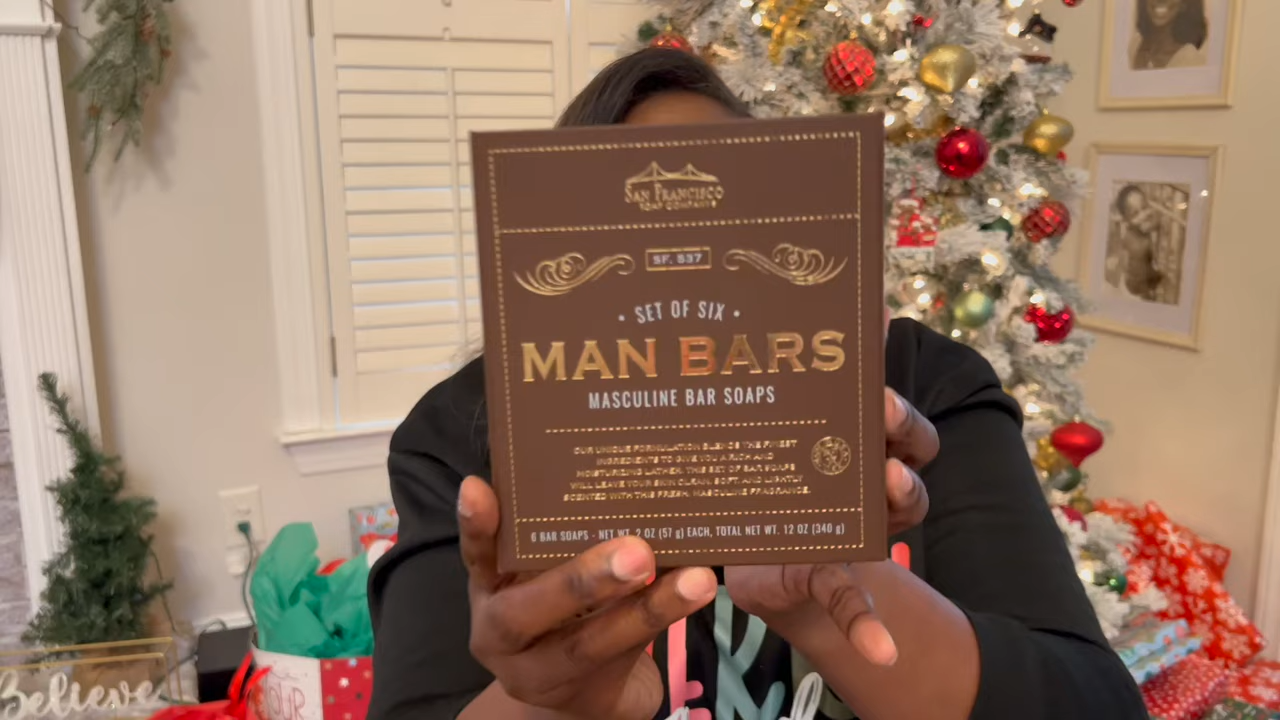 SAN FRANCISCO
SOAP COMPANY
SF. S37
• SET OF SIX •
MAN BARS
MASCULINE BAR SOAPS
OUR UNIQUE FORMULATION BLENDS THE FINEST
INGREDIENTS TO GIVE YOU A RICH AND
MOISTURIZING LATHER. THIS SET OF BAR SOAPS
WILL LEAVE YOUR SKIN CLEAN, SOFT, AND LIGHTLY
SCENTED WITH THIS FRESH, MASCULINE FRAGRANCE.
6 BAR SOAPS - NET WT. 2 OZ (57 g) EACH, TOTAL NET WT. 12 OZ (340 g)
Believe